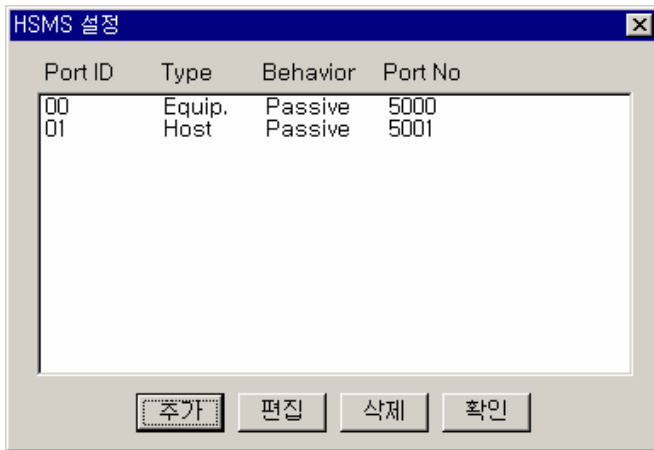 HSMS 설정
Port ID Type Behavior Port No
00 Equip. Passive 5000
01 Host Passive 5001
추가 편집 삭제 확인